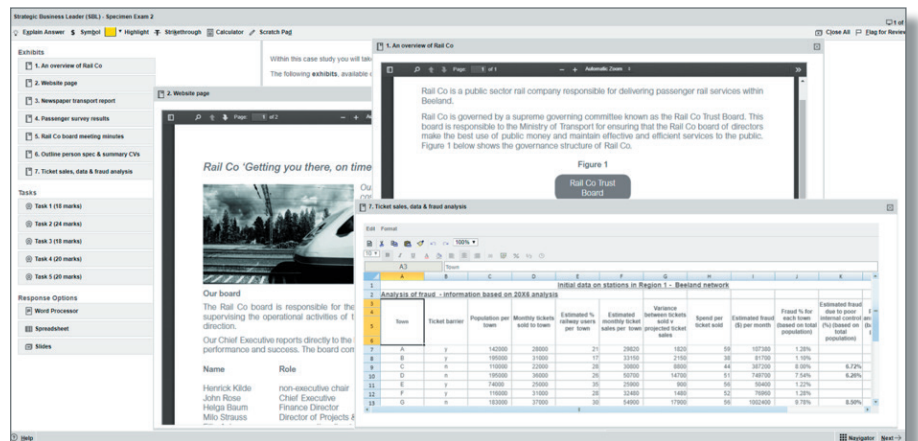 Strategic Business Leader (SBL) - Specimen Exam 2
1 of
Explain Answer $ Symbol Highlight Strikethrough Calculator Scratch Pad
Close All Flag for Review
Exhibits
1. An overview of Rail Co
2. Website page
3. Newspaper transport report
4. Passenger survey results
5. Rail Co board meeting minutes
6. Outline person spec & summary CVs
7. Ticket sales, data & fraud analysis
Tasks
Task 1 (18 marks)
Task 2 (24 marks)
Task 3 (18 marks)
Task 4 (20 marks)
Task 5 (20 marks)
Response Options
Word Processor
Spreadsheet
Slides
Within this case study you will tak
The following exhibits, available
2. Website page
Page: 1 of 2
Rail Co 'Getting you there, on time
Ou
Our board
The Rail Co board is responsible for the
supervising the operational activities of t
direction.
Our Chief Executive reports directly to the
performance and success. The board com
Name Role
Henrick Kilde non-executive chair
John Rose Chief Executive
Helga Baum Finance Director
Milo Strauss Director of Projects &
1. An overview of Rail Co
Page: 1 of 1 Automatic Zoom
Rail Co is a public sector rail company responsible for delivering passenger rail services within
Beeland.
Rail Co is governed by a supreme governing committee known as the Rail Co Trust Board. This
board is responsible to the Ministry of Transport for ensuring that the Rail Co board of directors
make the best use of public money and maintain effective and efficient services to the public.
Figure 1 below shows the governance structure of Rail Co.
Figure 1
Rail Co Trust
Board
7. Ticket sales, data & fraud analysis
Edit Format
100%
10 B I U
A3 Town
A B C D E F G H I J K
1 Initial data on stations in Region 1 - Beeland network
2 Analysis of fraud - information based on 20X6 analysis
3
4
5
6
Town
Ticket barrier
Population per town
Monthly tickets sold to town
Estimated % railway users per town
Estimated monthly ticket sales per town
Variance between tickets sold v projected ticket sales
Spend per ticket sold
Estimated fraud ($) per month
Fraud % for each town (based on total population)
Estimated fraud due to poor internal control (%) (based on total population)
7 A y 142000 28000 21 29820 1820 59 107380 1.28%
8 B y 195000 31000 17 33150 2150 38 81700 1.10%
9 C n 110000 22000 28 30800 8800 44 387200 8.00% 6.72%
10 D n 195000 36000 26 50700 14700 51 749700 7.54% 6.26%
11 E y 74000 25000 35 25900 900 56 50400 1.22%
12 F y 116000 31000 28 32480 1480 52 76960 1.28%
13 G n 183000 37000 30 54900 17900 56 1002400 9.78% 8.50%
Help
Navigator Next